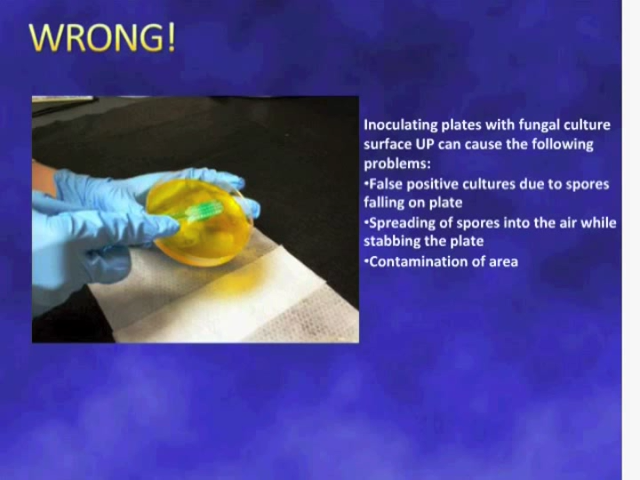 WRONG!
Inoculating plates with fungal culture
surface UP can cause the following
problems:
•False positive cultures due to spores
falling on plate
•Spreading of spores into the air while
stabbing the plate
•Contamination of area